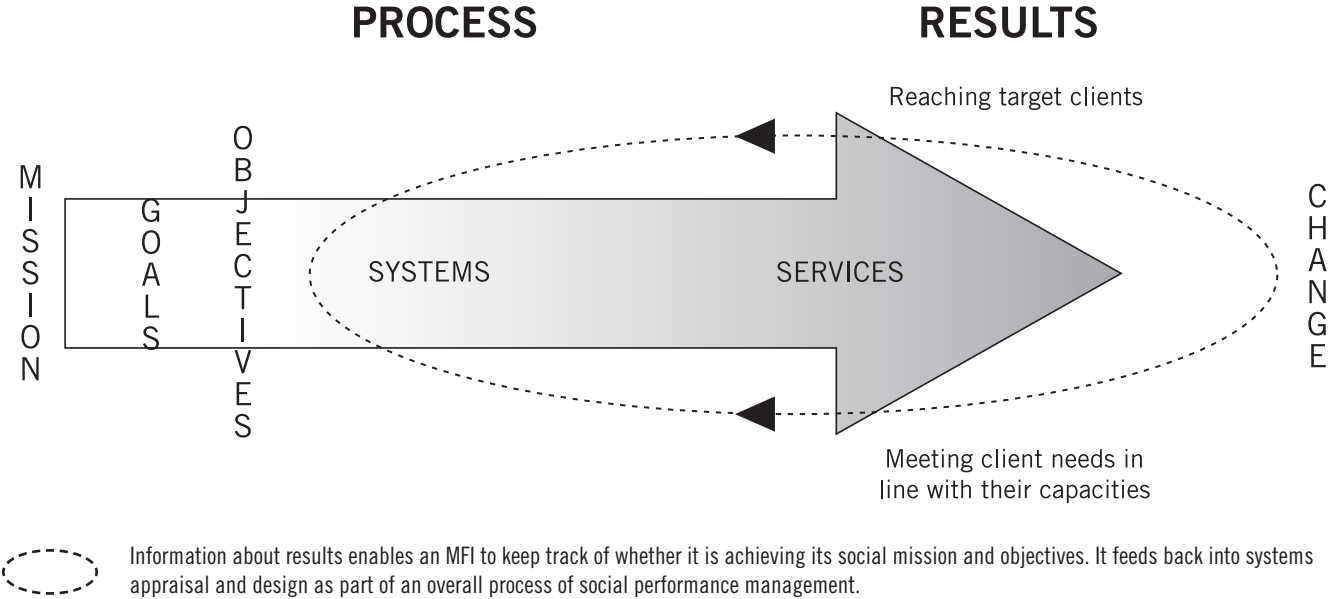 PROCESS
RESULTS
Reaching target clients
MISSION
GOALS
OBJECTIVES
SYSTEMS
SERVICES
CHANGE
Meeting client needs in
line with their capacities
Information about results enables an MFI to keep track of whether it is achieving its social mission and objectives. It feeds back into systems
appraisal and design as part of an overall process of social performance management.